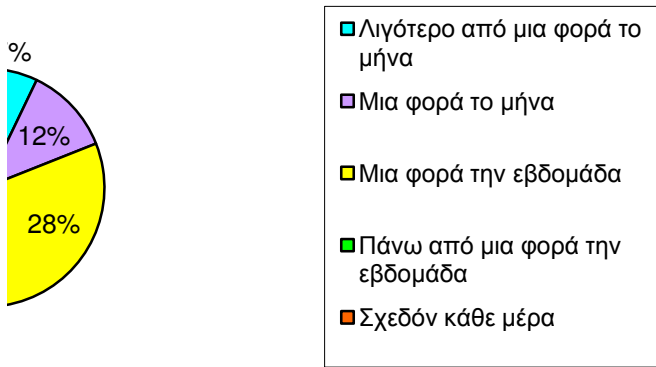 %
12%
28%
Λιγότερο από μια φορά το
μήνα
Μια φορά το μήνα
Μια φορά την εβδομάδα
Πάνω από μια φορά την
εβδομάδα
Σχεδόν κάθε μέρα